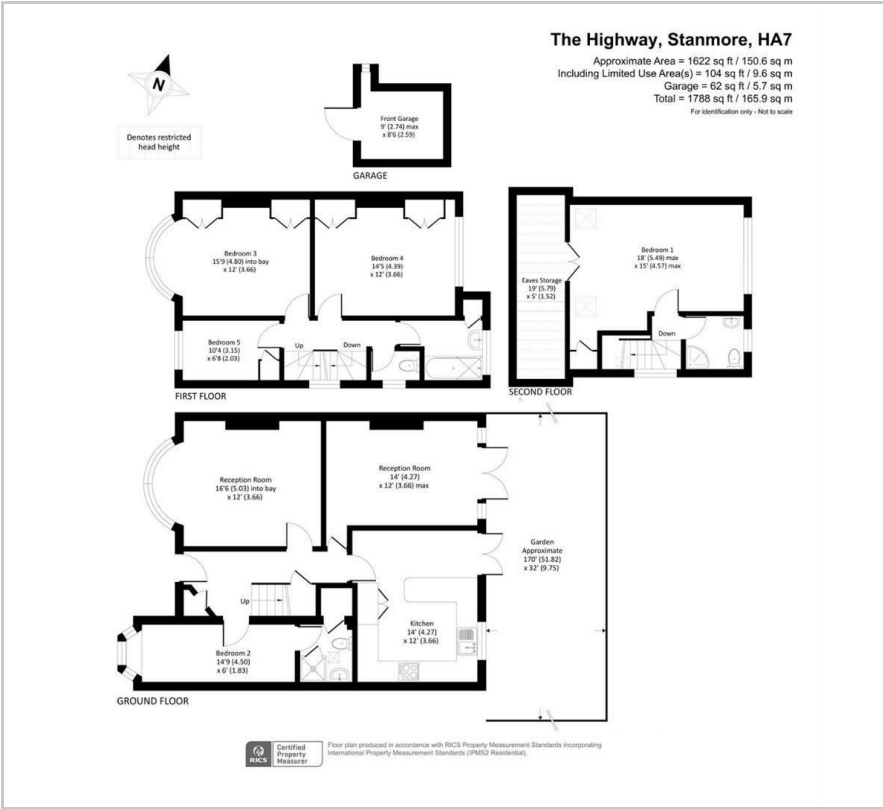 The Highway, Stanmore, HA7
Approximate Area = 1622 sq ft / 150.6 sq m
Including Limited Use Area(s) = 104 sq ft / 9.6 sq m
Garage = 62 sq ft / 5.7 sq m
Total = 1788 sq ft / 165.9 sq m
For identification only - Not to scale
N
Denotes restricted
head height
Front Garage
9' (2.74) max
x 8'6 (2.59)
GARAGE
Bedroom 3
15'9 (4.80) into bay
x 12' (3.66)
Bedroom 4
14'5 (4.39)
x 12' (3.66)
Bedroom 5
10'4 (3.15)
x 6'8 (2.03)
Up
Down
FIRST FLOOR
Bedroom 1
18' (5.49) max
x 15' (4.57) max
Eaves Storage
19' (5.79)
x 5' (1.52)
Down
SECOND FLOOR
Reception Room
16'6 (5.03) into bay
x 12' (3.66)
Reception Room
14' (4.27)
x 12' (3.66) max
Garden
Approximate
170' (51.82)
x 32' (9.75)
Up
Kitchen
14' (4.27)
x 12' (3.66)
Bedroom 2
14'9 (4.50)
x 6' (1.83)
GROUND FLOOR
RICS
Certified
Property
Measurer
Floor plan produced in accordance with RICS Property Measurement Standards incorporating
International Property Measurement Standards (IPMS2 Residential).